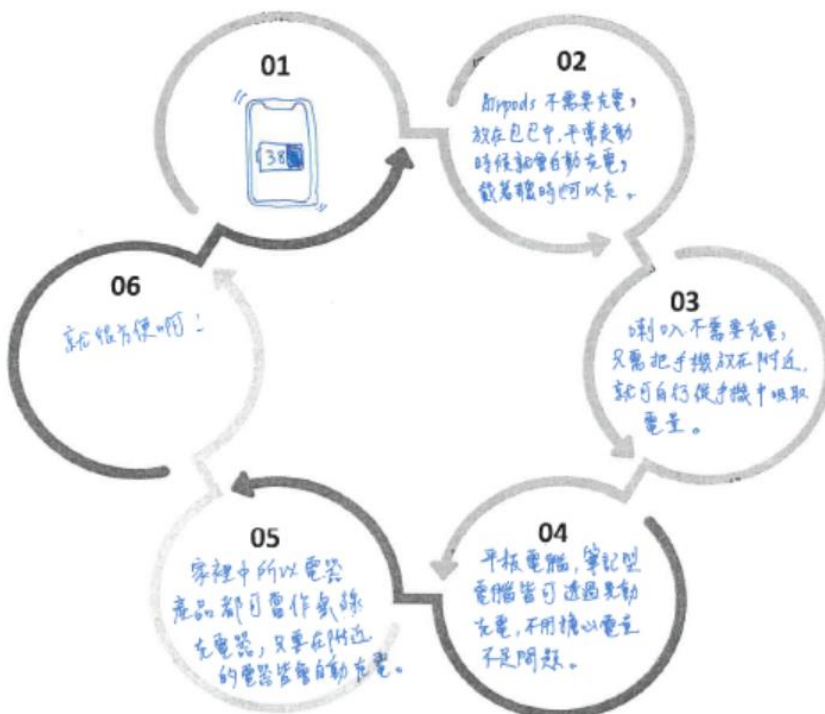 01
38
02
Airpods 不需要充電,
放在包包中,平常走動
時候就會自動充電,
戴著聽時也可以充。
03
喇叭不需要充電,
只需把手機放在附近,
就可自行從手機中吸取
電量。
04
平板電腦,筆記型
電腦皆可透過晃動
充電,不用擔心電量
不足問題。
05
家裡中所以電器
產品都可當作無線
充電器,只要在附近
的電器皆會自動充電。
06
就很方便啊!